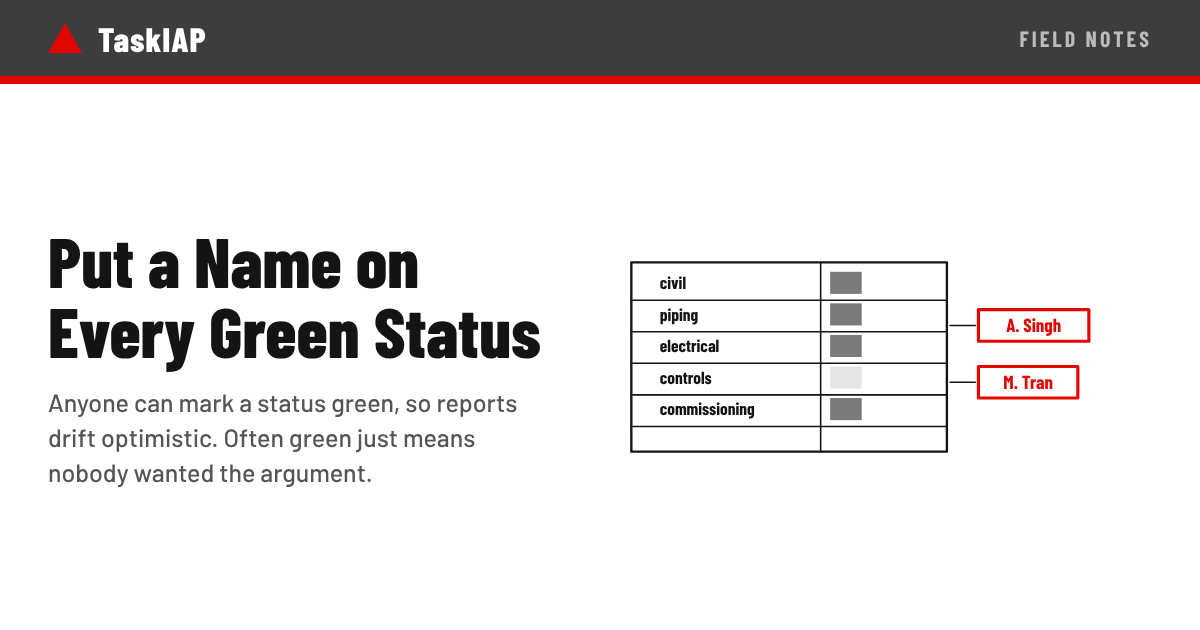 TaskIAP
FIELD NOTES
Put a Name on
Every Green Status
Anyone can mark a status green, so reports
drift optimistic. Often green just means
nobody wanted the argument.
civil
piping
electrical
controls
commissioning
A. Singh
M. Tran